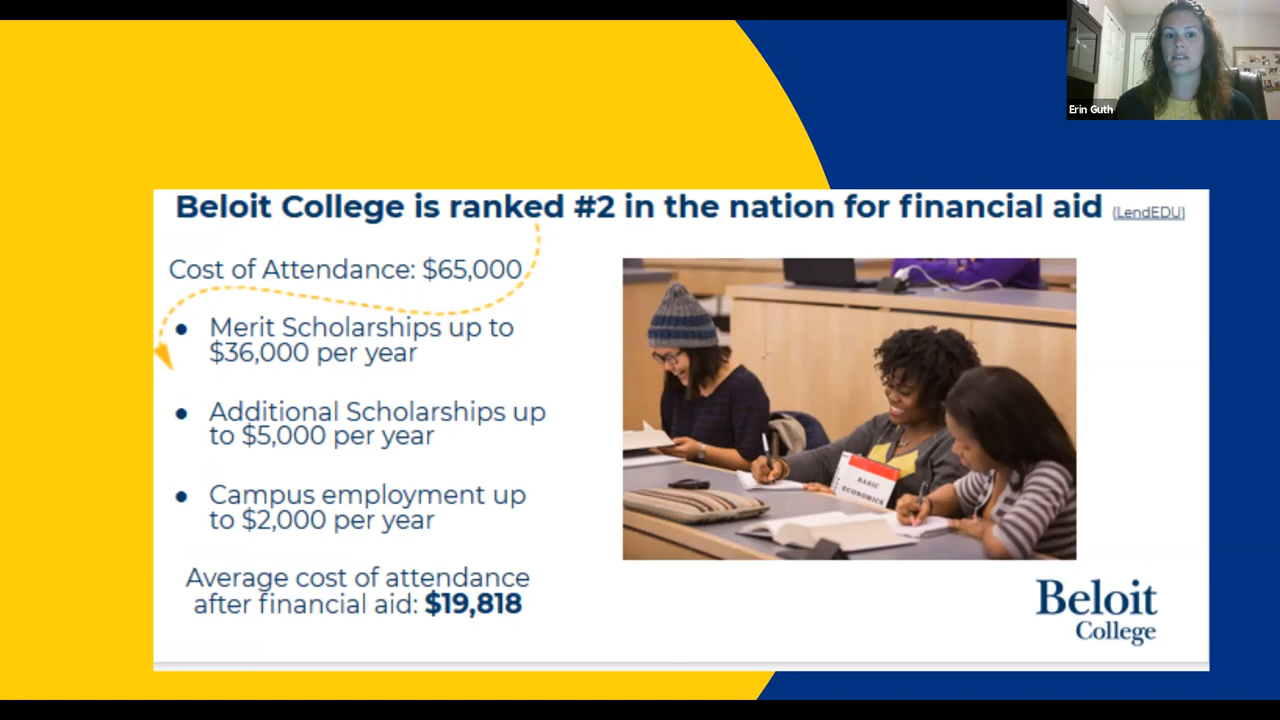 Erin Guth
Beloit College is ranked #2 in the nation for financial aid (LendEDU)
Cost of Attendance: $65,000
● Merit Scholarships up to
$36,000 per year
● Additional Scholarships up
to $5,000 per year
● Campus employment up
to $2,000 per year
Average cost of attendance
after financial aid: $19,818
BASIC
ECONOMICS
Beloit
College